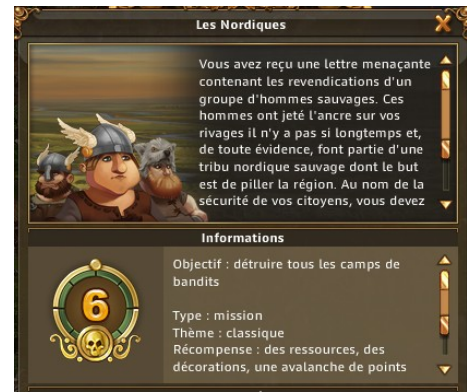 Les Nordiques
Vous avez reçu une lettre menaçante
contenant les revendications d'un
groupe d'hommes sauvages. Ces
hommes ont jeté l'ancre sur vos
rivages il n'y a pas si longtemps et,
de toute évidence, font partie d'une
tribu nordique sauvage dont le but
est de piller la région. Au nom de la
sécurité de vos citoyens, vous devez
Informations
6
Objectif : détruire tous les camps de
bandits
Type : mission
Thème : classique
Récompense : des ressources, des
décorations, une avalanche de points